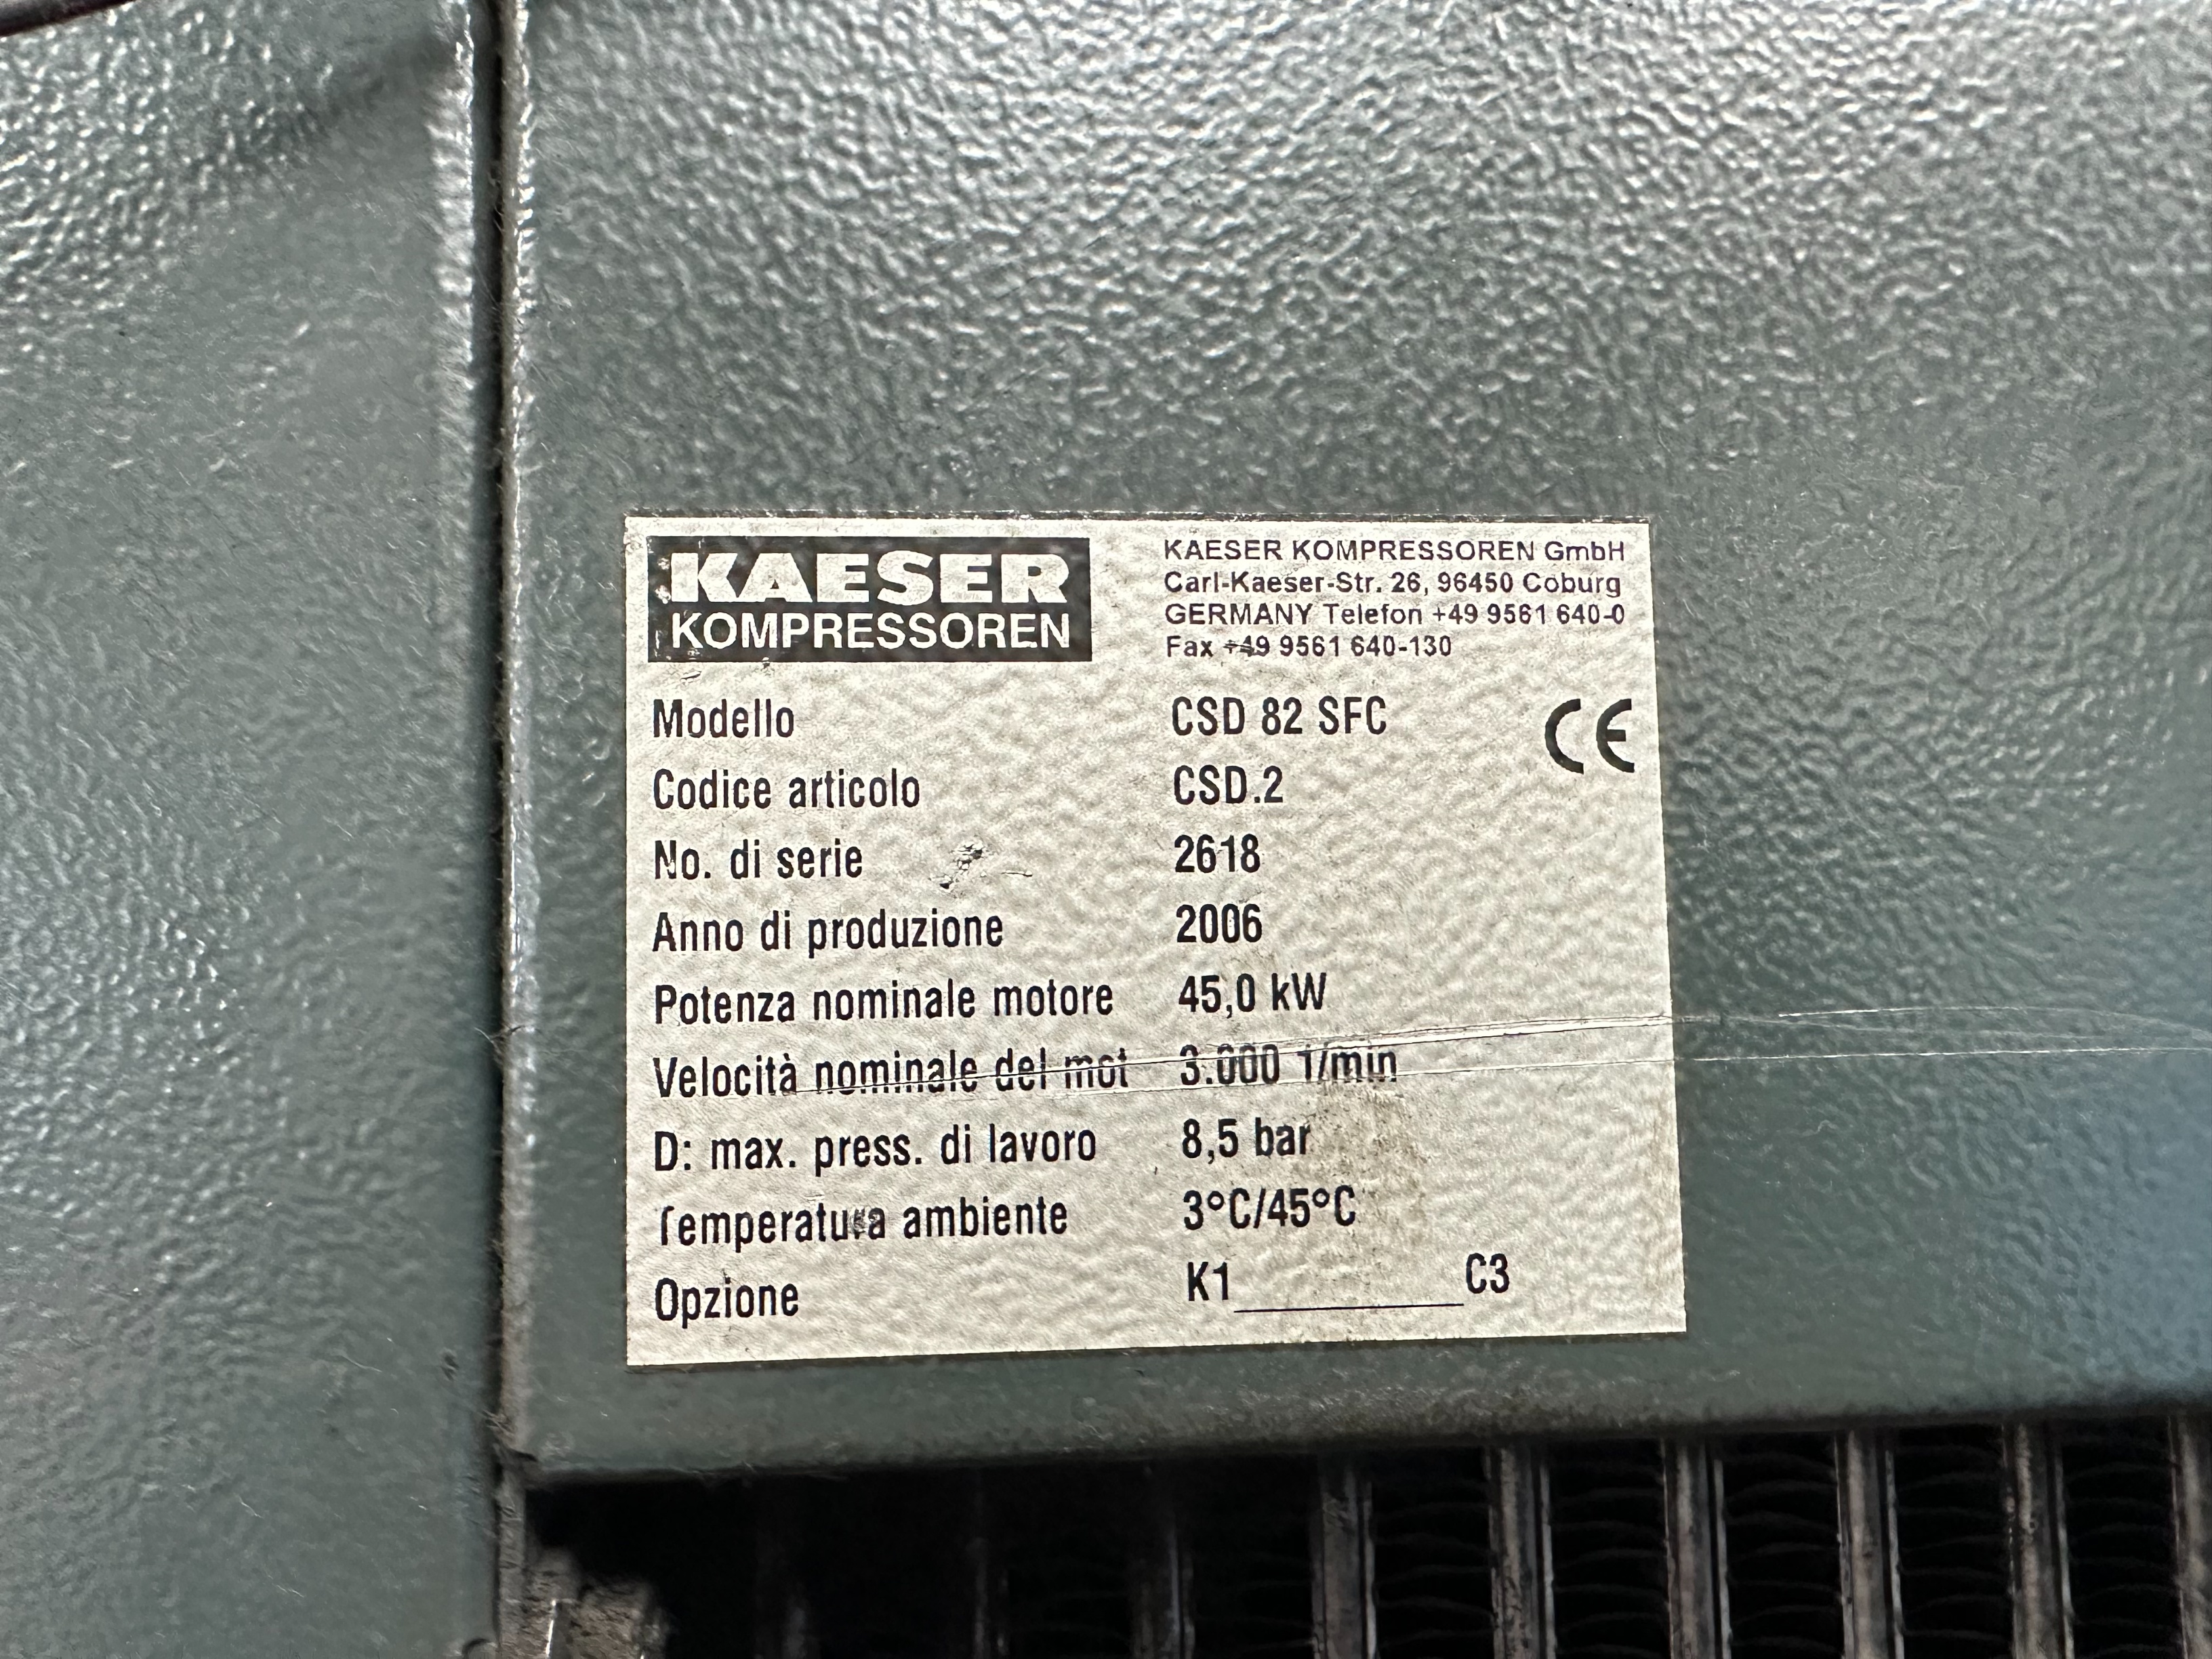 KAESER
KOMPRESSOREN
KAESER KOMPRESSOREN GmbH
Carl-Kaeser-Str. 26, 96450 Coburg
GERMANY Telefon +49 9561 640-0
Fax +49 9561 640-130
CE
Modello CSD 82 SFC
Codice articolo CSD.2
No. di serie 2618
Anno di produzione 2006
Potenza nominale motore 45,0 kW
Velocità nominale del mot 3.000 1/min
D: max. press. di lavoro 8,5 bar
Temperatura ambiente 3°C/45°C
Opzione K1__________C3